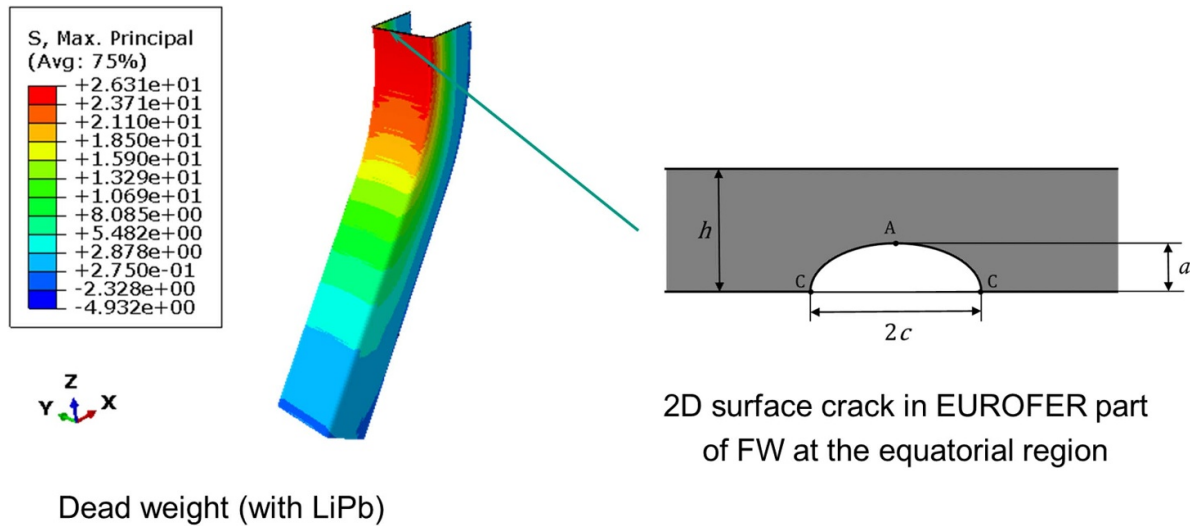 S, Max. Principal
(Avg: 75%)
+2.631e+01
+2.371e+01
+2.110e+01
+1.850e+01
+1.590e+01
+1.329e+01
+1.069e+01
+8.085e+00
+5.482e+00
+2.878e+00
+2.750e-01
-2.328e+00
-4.932e+00
Z
Y X
h
A
a
C C
2c
2D surface crack in EUROFER part
of FW at the equatorial region
Dead weight (with LiPb)